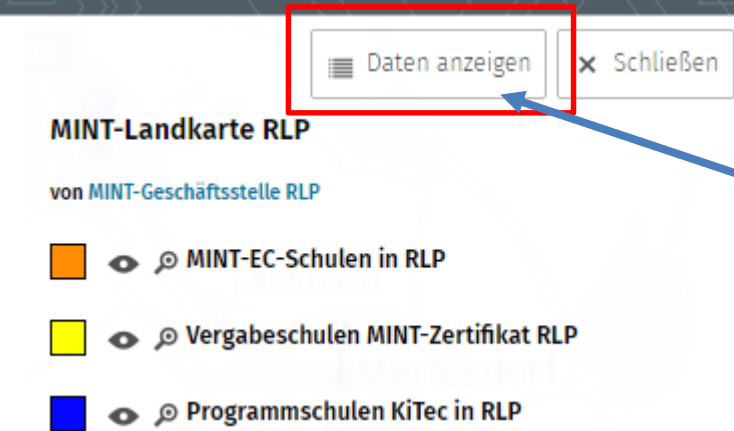 Daten anzeigen
Schließen
MINT-Landkarte RLP
von MINT-Geschäftsstelle RLP
MINT-EC-Schulen in RLP
Vergabeschulen MINT-Zertifikat RLP
Mertesdorf
Programmschulen KiTec in RLP